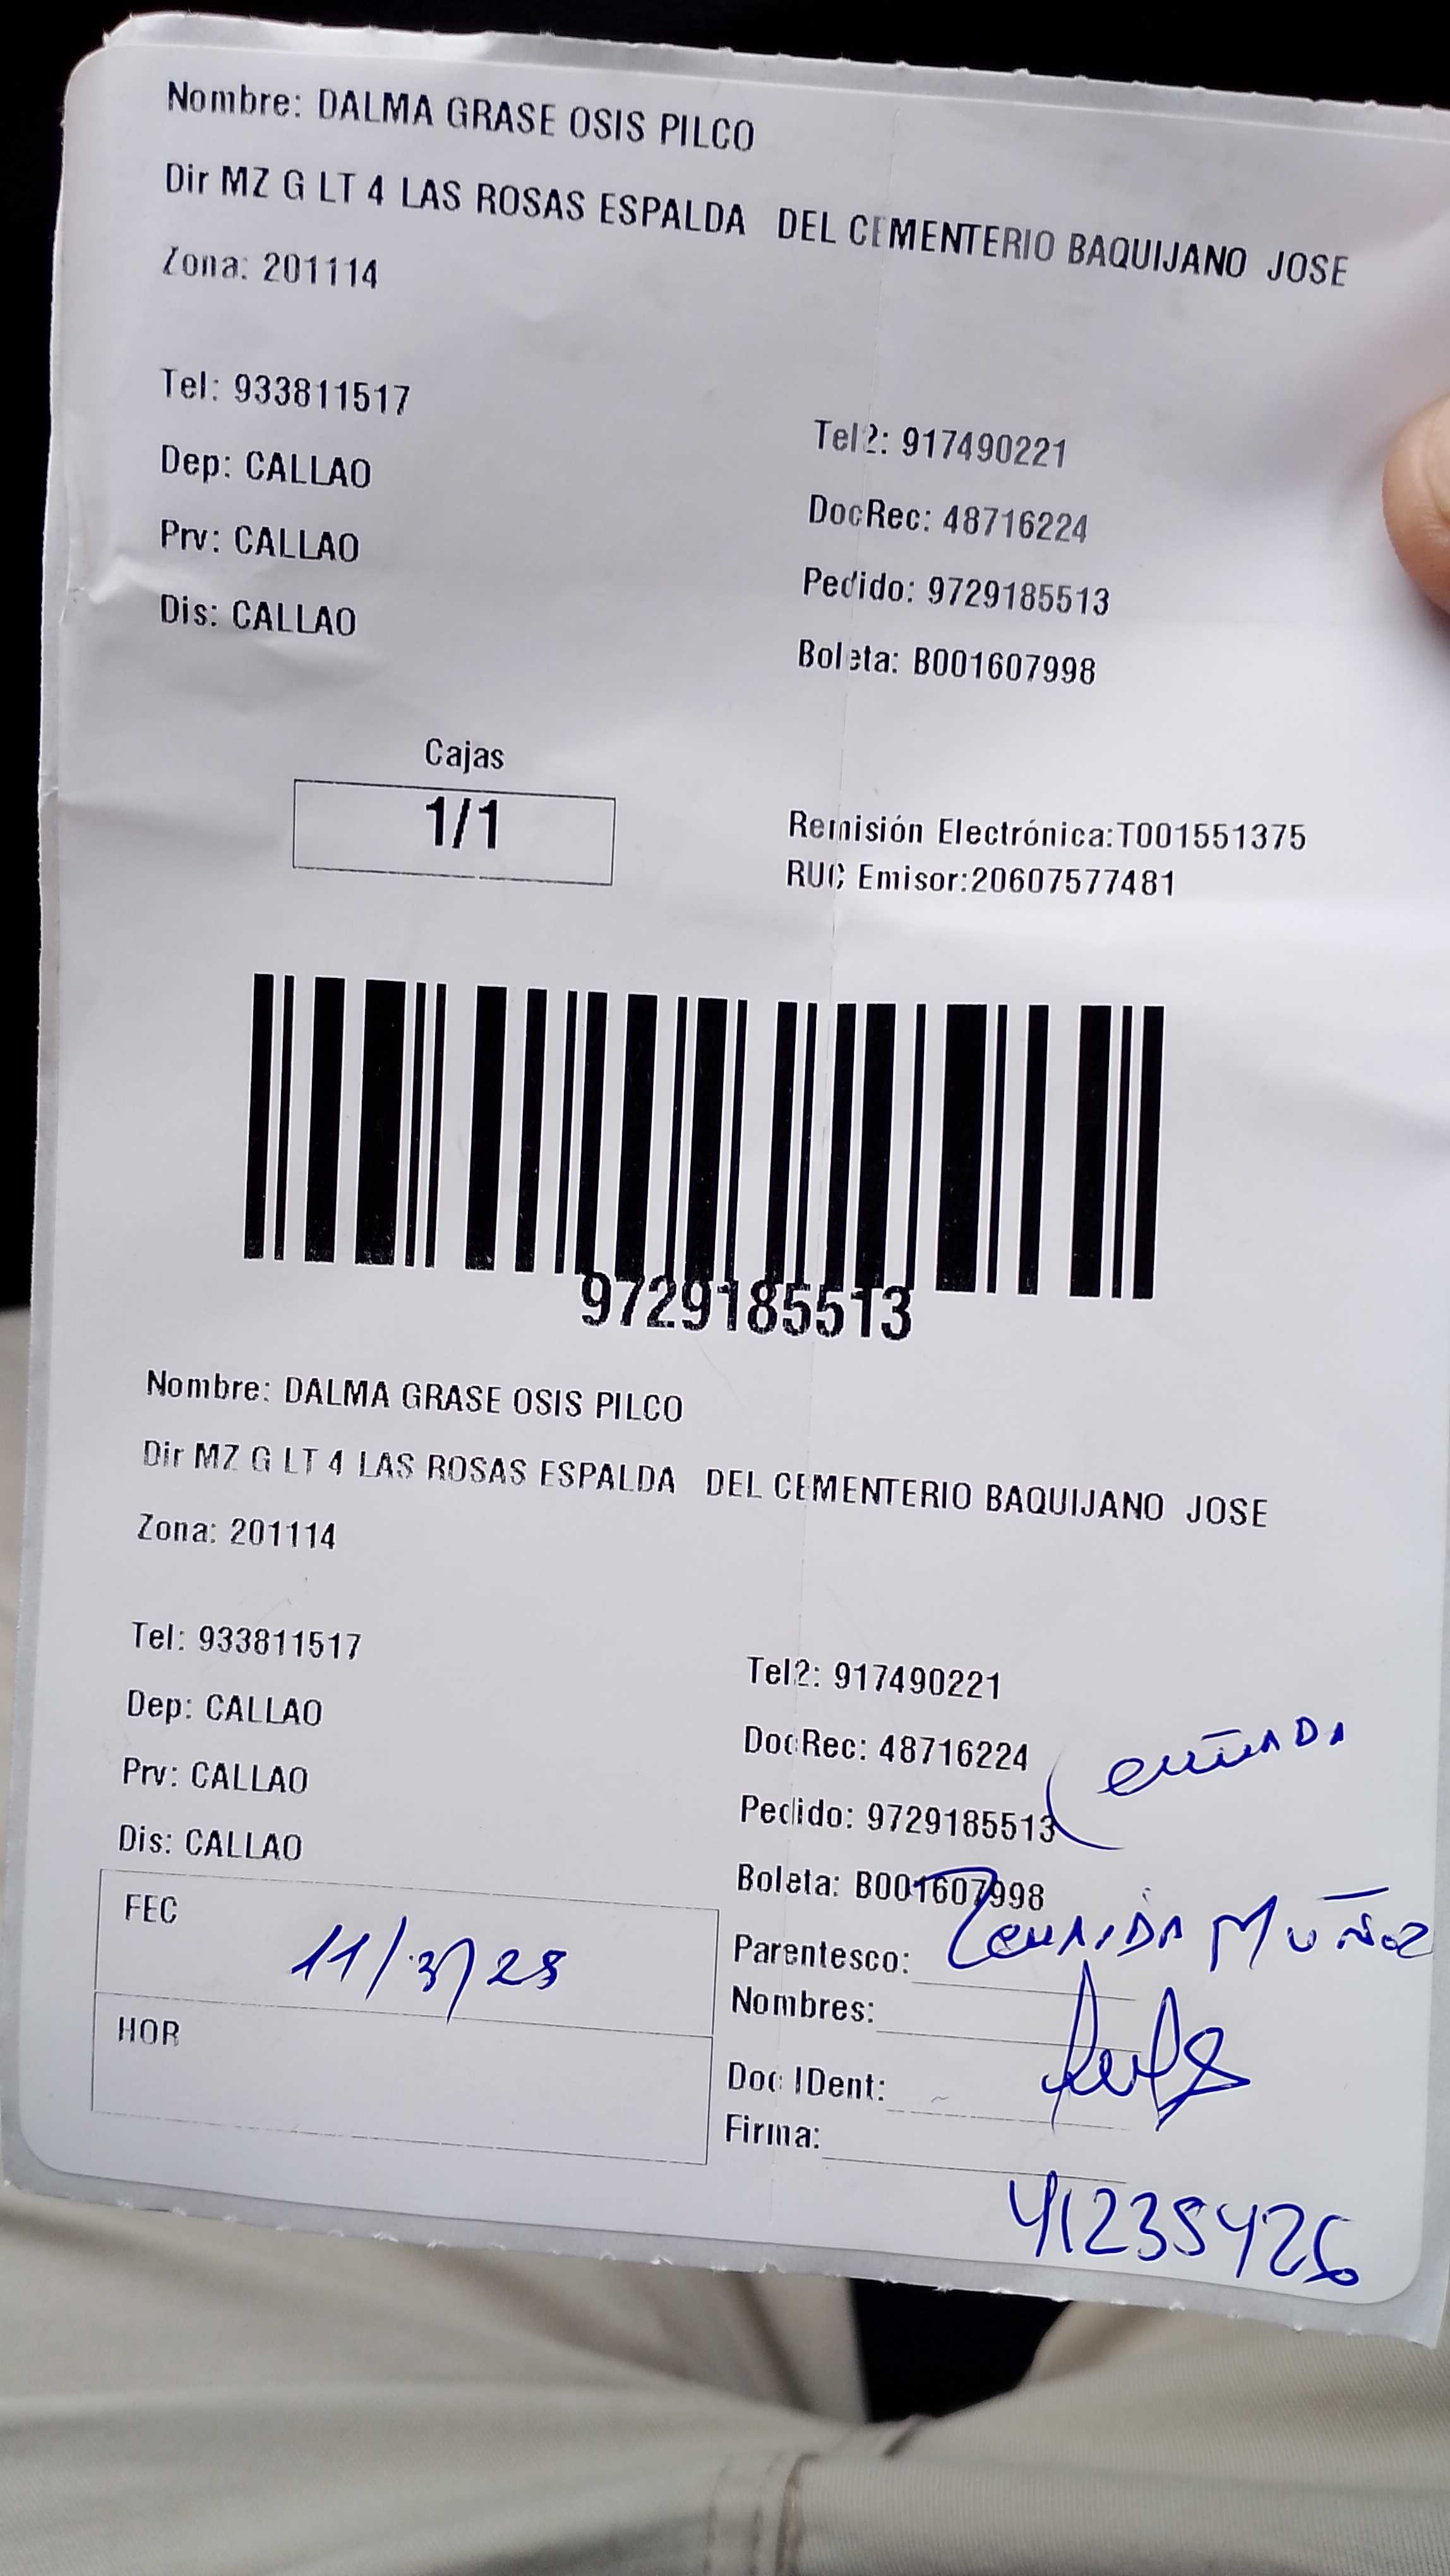 Nombre: DALMA GRASE OSIS PILCO
Dir MZ G LT 4 LAS ROSAS ESPALDA DEL CEMENTERIO BAQUIJANO JOSE
Zona: 201114
Tel: 933811517
Tel2: 917490221
Dep: CALLAO
DocRec: 48716224
Prv: CALLAO
Pedido: 9729185513
Dis: CALLAO
Boleta: B001607998
Cajas
1/1
Remisión Electrónica:T001551375
RUC Emisor:20607577481
9729185513
Nombre: DALMA GRASE OSIS PILCO
Dir MZ G LT 4 LAS ROSAS ESPALDA DEL CEMENTERIO BAQUIJANO JOSE
Zona: 201114
Tel: 933811517
Tel2: 917490221
Dep: CALLAO
DocRec: 48716224
cuñADA
Prv: CALLAO
Pedido: 9729185513
Dis: CALLAO
Boleta: B001607998
FEC 11/3/25
Parentesco: MUÑOZ
Nombres:
HOR
Doc IDent:
Firma:
41235426